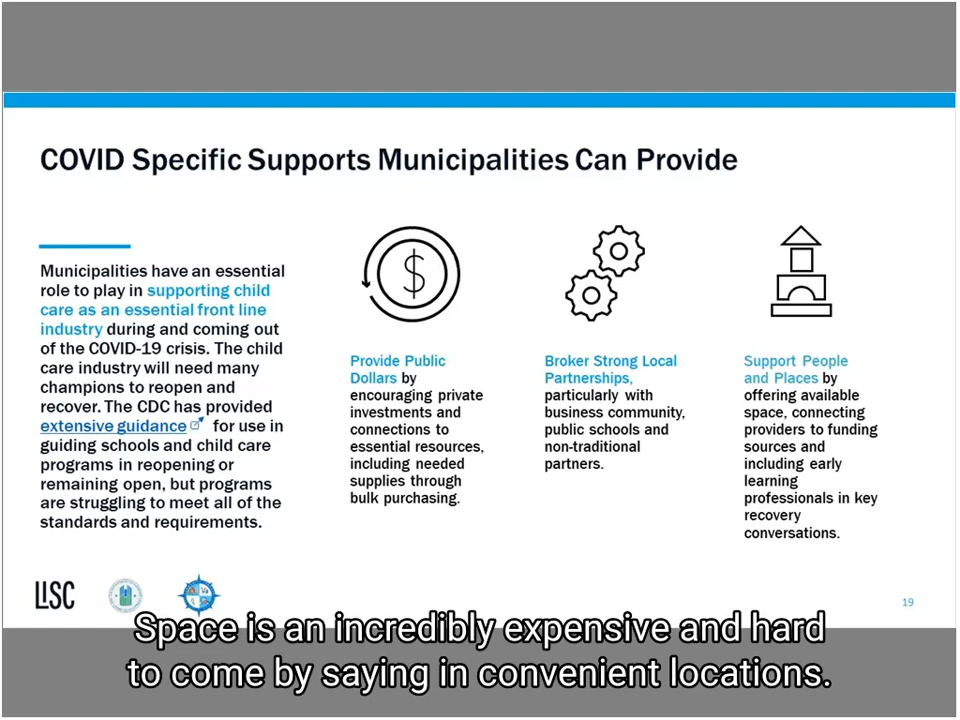 COVID Specific Supports Municipalities Can Provide
Municipalities have an essential
role to play in supporting child
care as an essential front line
industry during and coming out
of the COVID-19 crisis. The child
care industry will need many
champions to reopen and
recover. The CDC has provided
extensive guidance for use in
guiding schools and child care
programs in reopening or
remaining open, but programs
are struggling to meet all of the
standards and requirements.
$
Provide Public
Dollars by
encouraging private
investments and
connections to
essential resources,
including needed
supplies through
bulk purchasing.
Broker Strong Local
Partnerships,
particularly with
business community,
public schools and
non-traditional
partners.
Support People
and Places by
offering available
space, connecting
providers to funding
sources and
including early
learning
professionals in key
recovery
conversations.
LISC
19
Space is an incredibly expensive and hard
to come by saying in convenient locations.